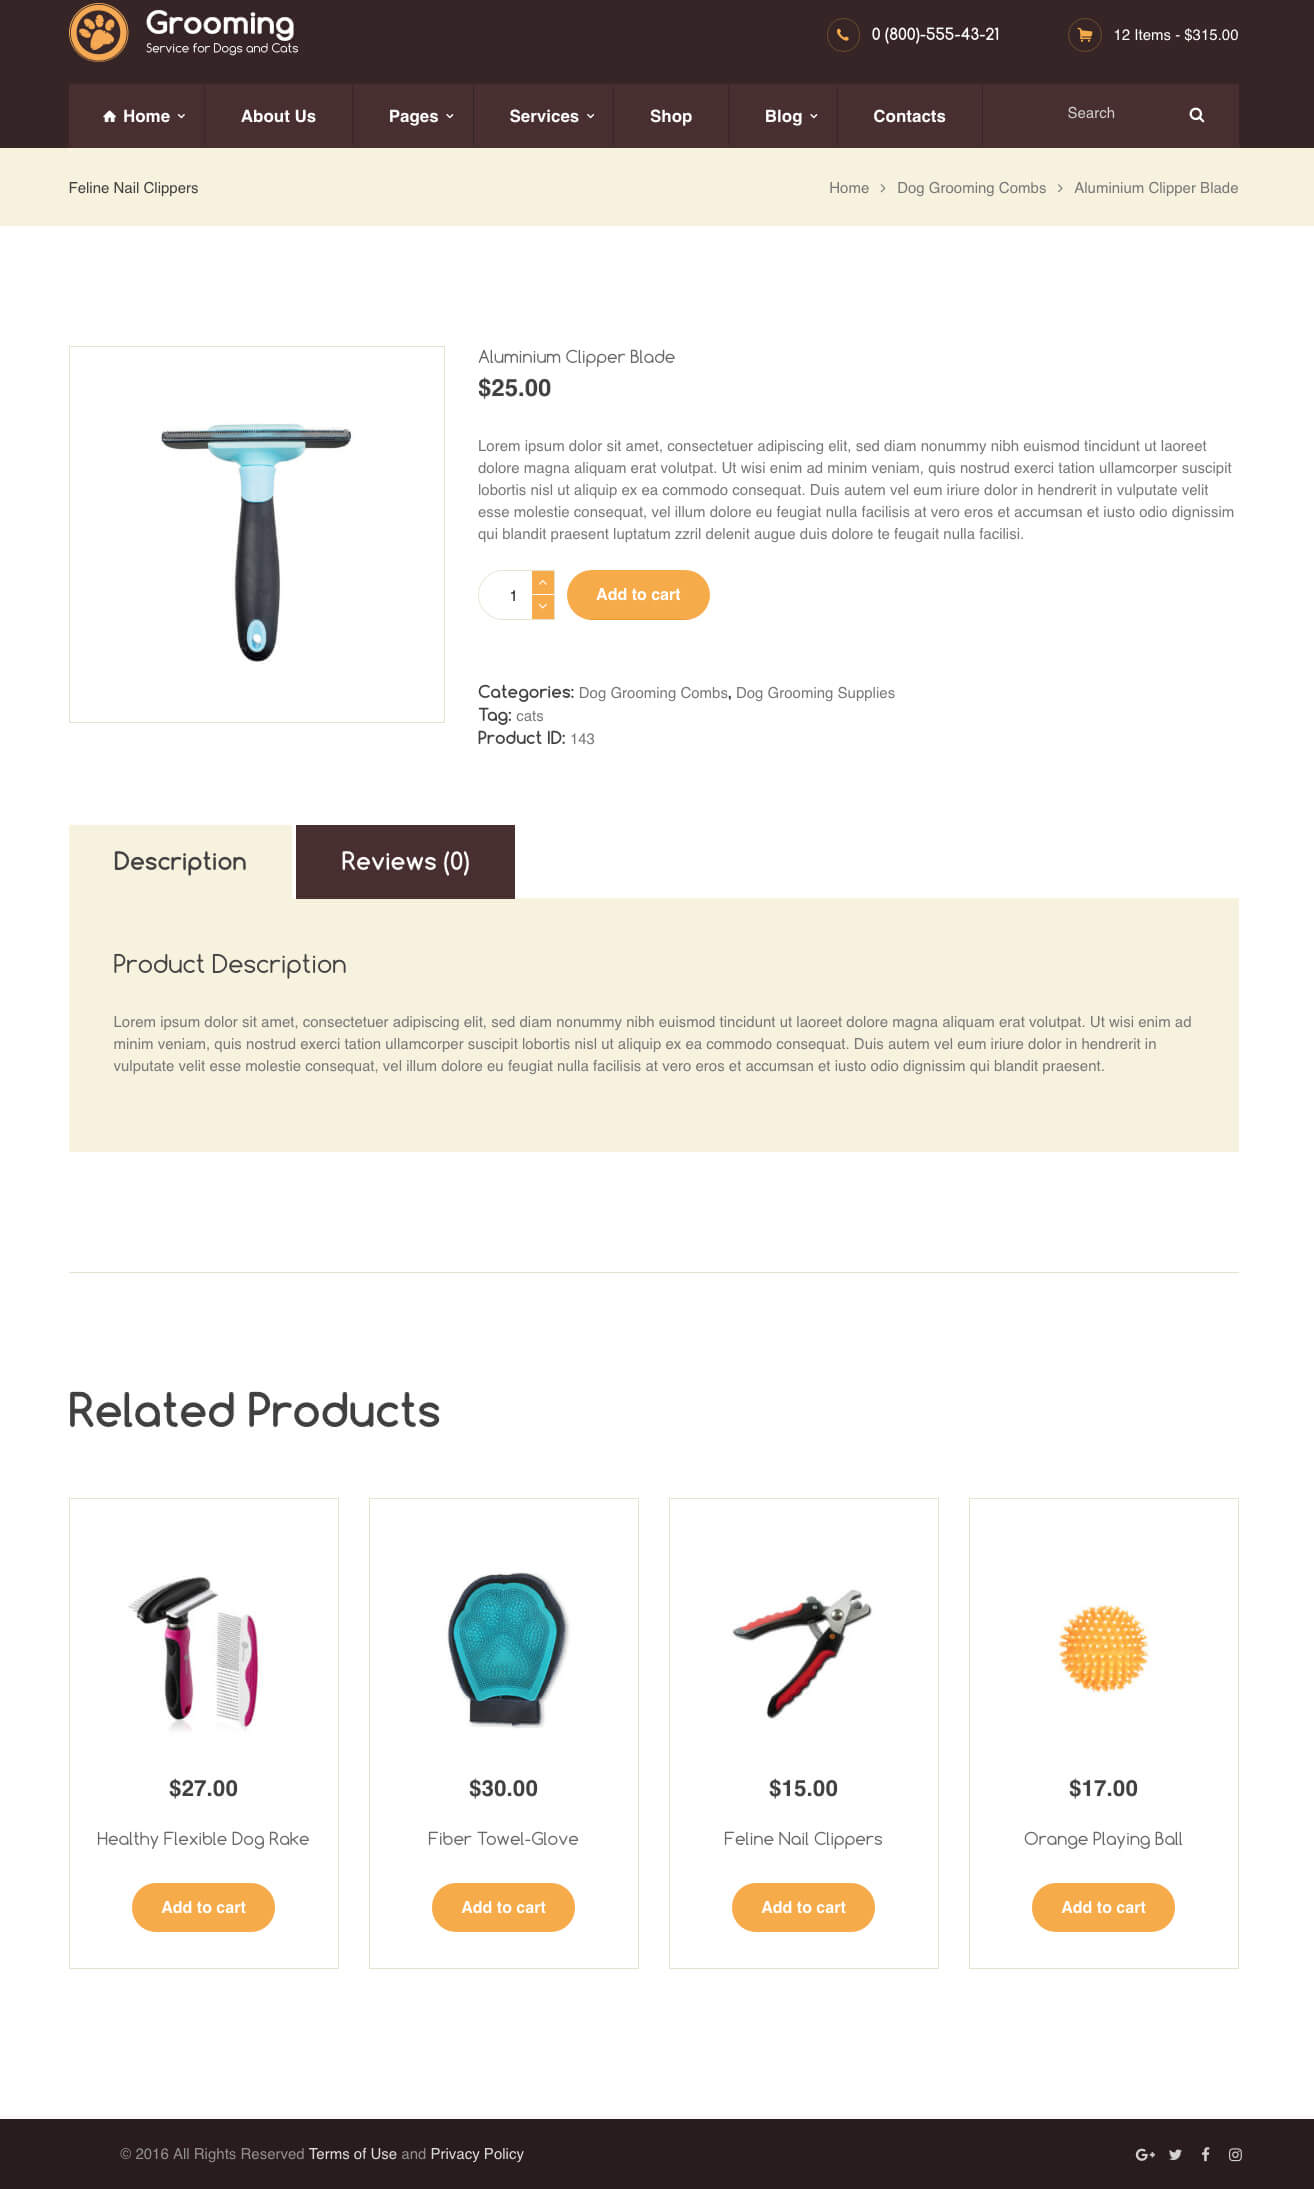 Grooming
Service for Dogs and Cats
0 (800)-555-43-21
12 Items - $315.00
Home
About Us
Pages
Services
Shop
Blog
Contacts
Search
Feline Nail Clippers
Home > Dog Grooming Combs > Aluminium Clipper Blade
Aluminium Clipper Blade
$25.00
Lorem ipsum dolor sit amet, consectetuer adipiscing elit, sed diam nonummy nibh euismod tincidunt ut laoreet
dolore magna aliquam erat volutpat. Ut wisi enim ad minim veniam, quis nostrud exerci tation ullamcorper suscipit
lobortis nisl ut aliquip ex ea commodo consequat. Duis autem vel eum iriure dolor in hendrerit in vulputate velit
esse molestie consequat, vel illum dolore eu feugiat nulla facilisis at vero eros et accumsan et iusto odio dignissim
qui blandit praesent luptatum zzril delenit augue duis dolore te feugait nulla facilisi.
1
Add to cart
Categories: Dog Grooming Combs, Dog Grooming Supplies
Tag: cats
Product ID: 143
Description
Reviews (0)
Product Description
Lorem ipsum dolor sit amet, consectetuer adipiscing elit, sed diam nonummy nibh euismod tincidunt ut laoreet dolore magna aliquam erat volutpat. Ut wisi enim ad
minim veniam, quis nostrud exerci tation ullamcorper suscipit lobortis nisl ut aliquip ex ea commodo consequat. Duis autem vel eum iriure dolor in hendrerit in
vulputate velit esse molestie consequat, vel illum dolore eu feugiat nulla facilisis at vero eros et accumsan et iusto odio dignissim qui blandit praesent.
Related Products
$27.00
Healthy Flexible Dog Rake
Add to cart
$30.00
Fiber Towel-Glove
Add to cart
$15.00
Feline Nail Clippers
Add to cart
$17.00
Orange Playing Ball
Add to cart
© 2016 All Rights Reserved Terms of Use and Privacy Policy